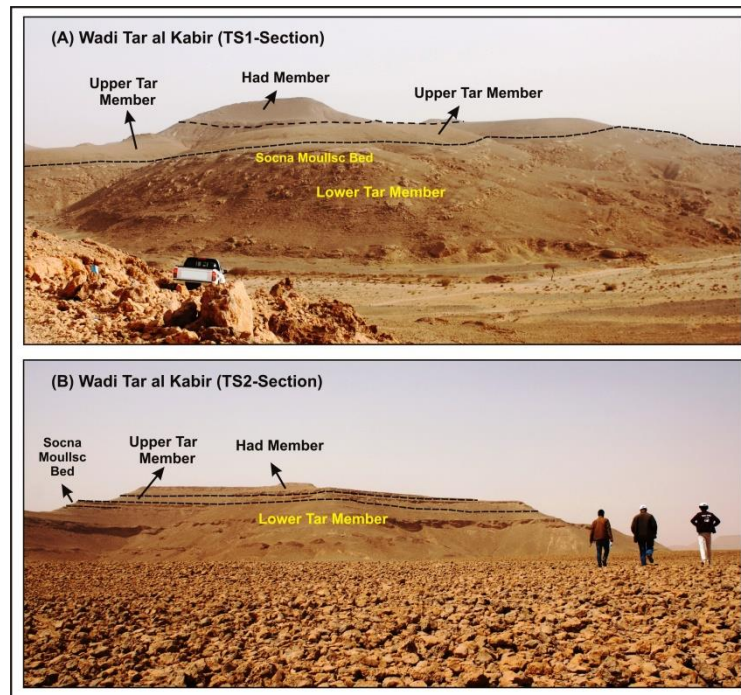 (A) Wadi Tar al Kabir (TS1-Section)
Had Member
Upper Tar
Member
Upper Tar Member
Socna Moullsc Bed
Lower Tar Member
(B) Wadi Tar al Kabir (TS2-Section)
Socna
Moullsc
Bed
Upper Tar
Member
Had Member
Lower Tar Member